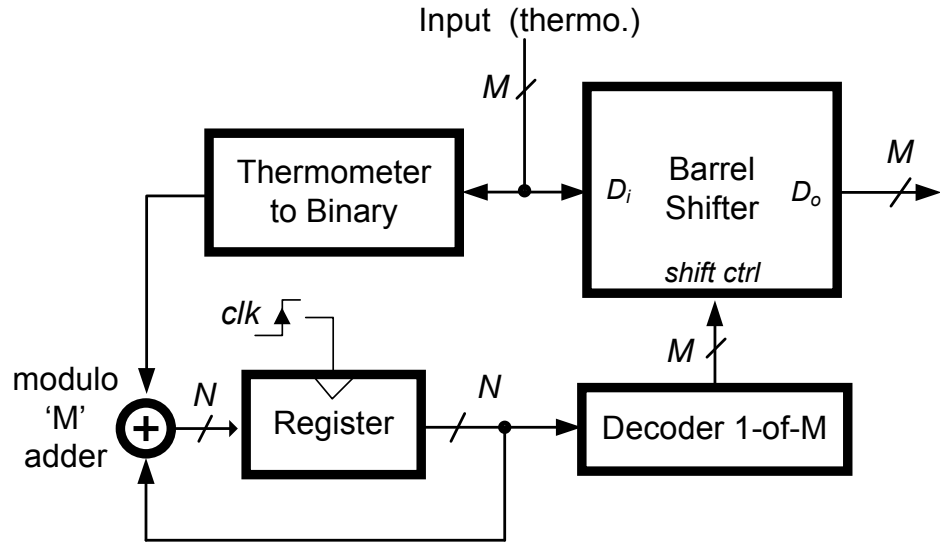 Input (thermo.)
M
Thermometer
to Binary
Barrel
Shifter
Di
Do
M
shift ctrl
clk
M
modulo
‘M’
adder
+
N
Register
N
Decoder 1-of-M